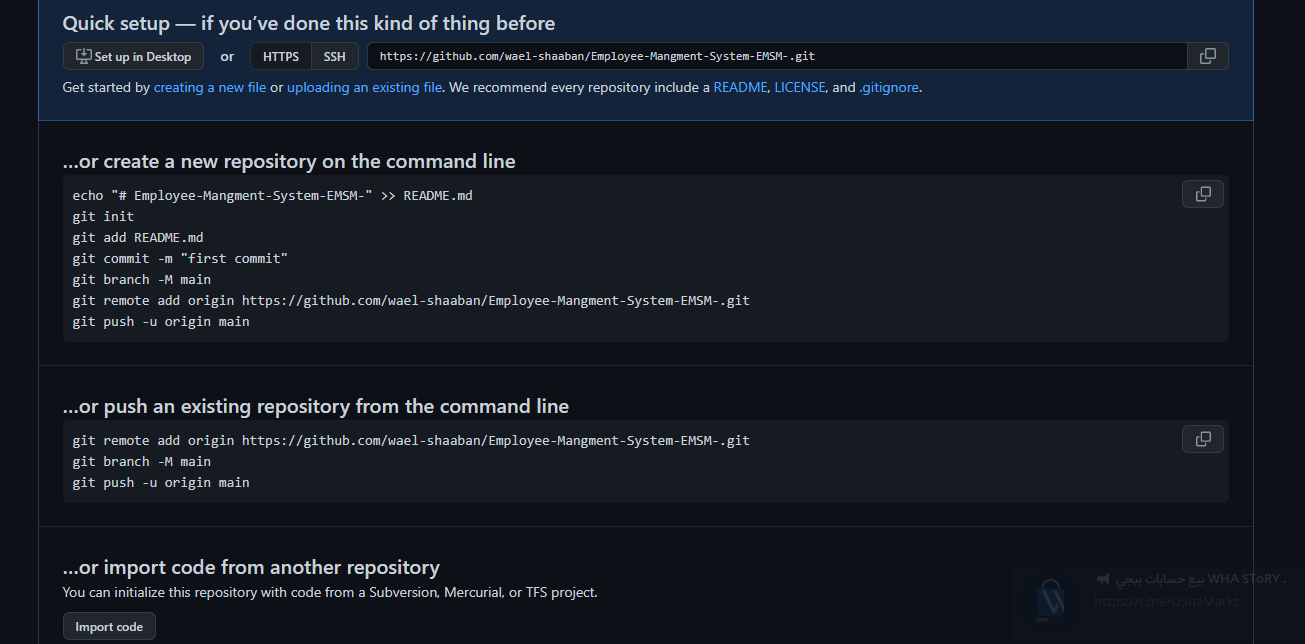 Quick setup — if you’ve done this kind of thing before
Set up in Desktop or HTTPS SSH https://github.com/wael-shaaban/Employee-Mangment-System-EMSM-.git
Get started by creating a new file or uploading an existing file. We recommend every repository include a README, LICENSE, and .gitignore.
…or create a new repository on the command line
echo "# Employee-Mangment-System-EMSM-" >> README.md
git init
git add README.md
git commit -m "first commit"
git branch -M main
git remote add origin https://github.com/wael-shaaban/Employee-Mangment-System-EMSM-.git
git push -u origin main
…or push an existing repository from the command line
git remote add origin https://github.com/wael-shaaban/Employee-Mangment-System-EMSM-.git
git branch -M main
git push -u origin main
…or import code from another repository
You can initialize this repository with code from a Subversion, Mercurial, or TFS project.
Import code
. WHA SToRY بيع حسابات ببجي
https://t.me/OShaMarkt